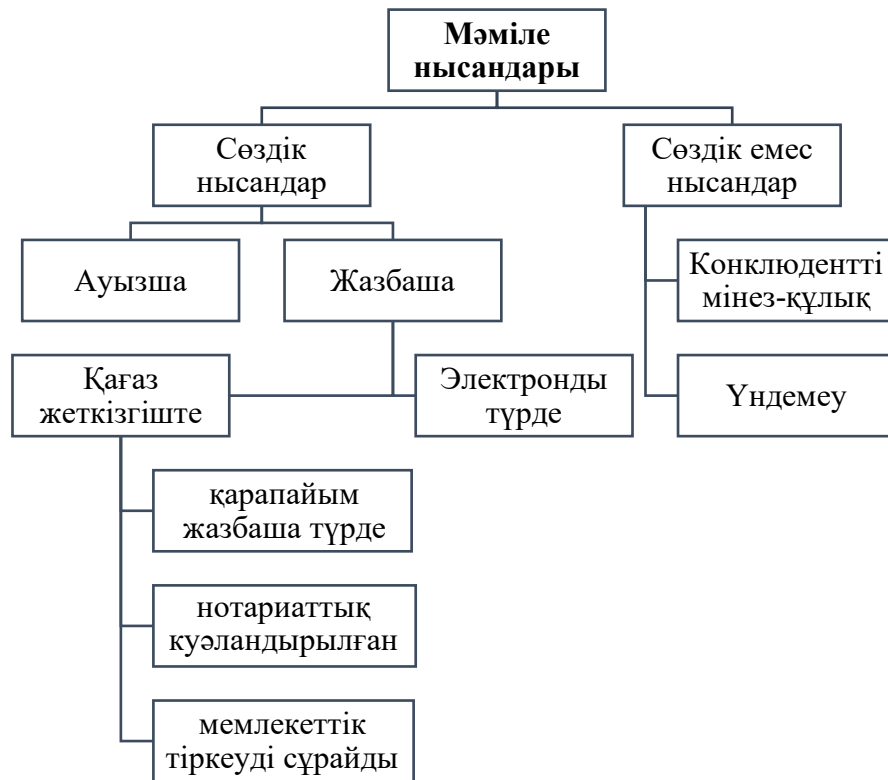 Мәміле
нысандары
Сөздік
нысандар
Сөздік емес
нысандар
Ауызша
Жазбаша
Конклюдентті
мінез-құлық
Қағаз
жеткізгіште
Электронды
түрде
Үндемеу
қарапайым
жазбаша түрде
нотариаттық
куәландырылған
мемлекеттік
тіркеуді сұрайды